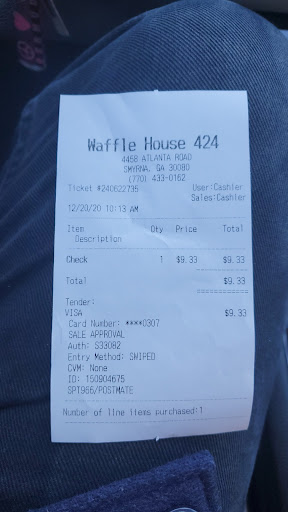 Waffle House 424
4458 ATLANTA ROAD
SMYRNA, GA 30080
(770) 433-0162
Ticket #240622735 User:Cashier
Sales:Cashier
12/20/20 10:13 AM
Item Qty Price Total
Description
Check 1 $9.33 $9.33
Total $9.33
Tender:
VISA $9.33
Card Number: ****0307
SALE APPROVAL
Auth: S33082
Entry Method: SWIPED
CVM: None
ID: 150904675
SPT966/POSTMATE
Number of line items purchased:1